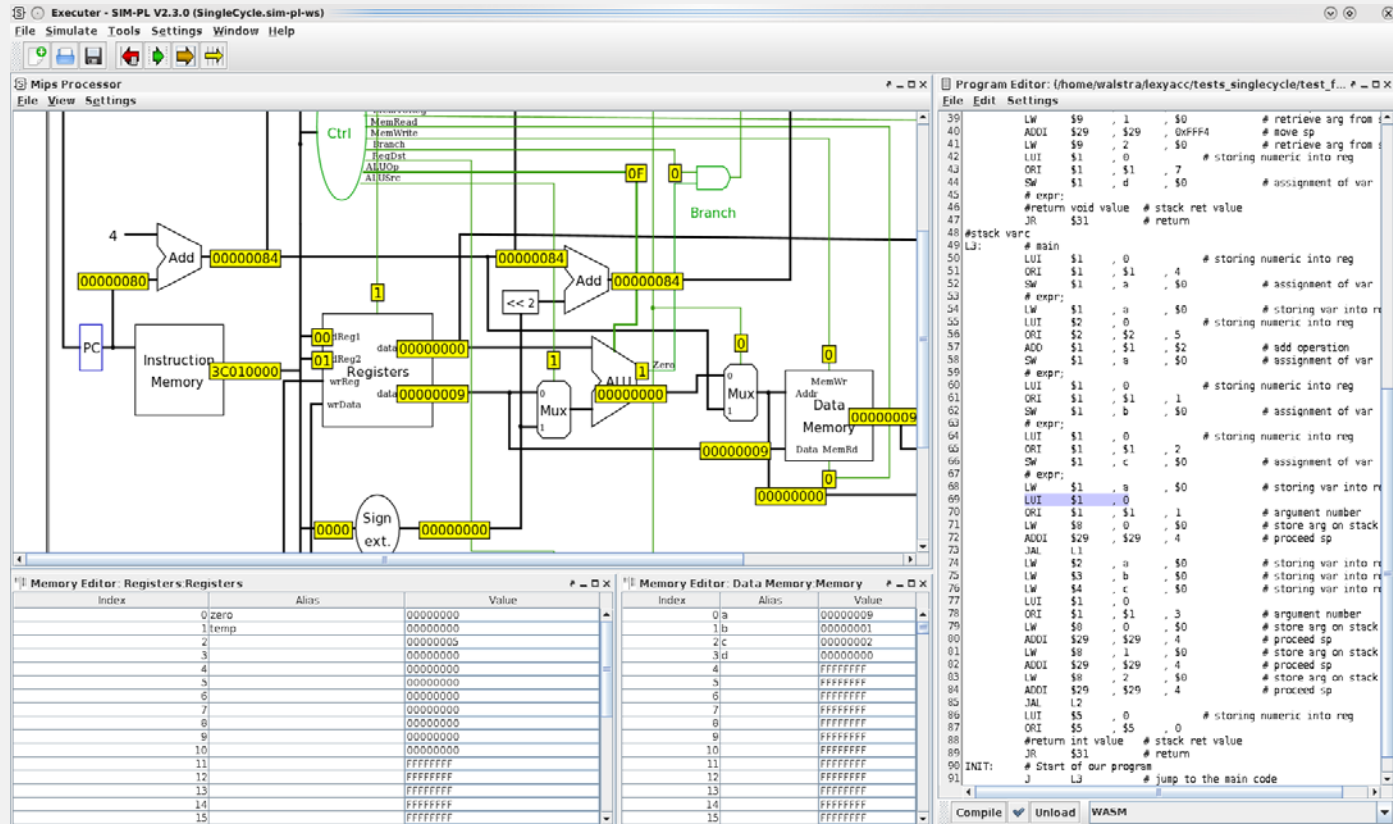 Executer - SIM-PL V2.3.0 (SingleCycle.sim-pl-ws)
File Simulate Tools Settings Window Help
Mips Processor
File View Settings
MemRead
MemWrite
Branch
RegDst
ALUOp
ALUSrc
Ctrl
0F
0
Branch
4
Add
00000084
00000084
Add
00000084
00000080
<< 2
1
PC
Instruction
Memory
3C010000
00 dReg1
01 dReg2
Registers
wrReg
wrData
data 00000000
data 00000009
1
0
Mux
1
ALU
1 Zero
00000000
0
0
Mux
1
0
MemWr
Addr
Data
Memory
Data MemRd
00000009
00000009
0
00000000
0000
Sign
ext.
00000000
Memory Editor: Registers:Registers
Index Alias Value
0 zero 00000000
1 temp 00000000
2 00000005
3 00000000
4 00000000
5 00000000
6 00000000
7 00000000
8 00000000
9 00000000
10 00000000
11 FFFFFFFF
12 FFFFFFFF
13 FFFFFFFF
14 FFFFFFFF
15 FFFFFFFF
Memory Editor: Data Memory:Memory
Index Alias Value
0 a 00000009
1 b 00000001
2 c 00000002
3 d 00000000
4 FFFFFFFF
5 FFFFFFFF
6 FFFFFFFF
7 FFFFFFFF
8 FFFFFFFF
9 FFFFFFFF
10 FFFFFFFF
11 FFFFFFFF
12 FFFFFFFF
13 FFFFFFFF
14 FFFFFFFF
15 FFFFFFFF
Program Editor: (/home/walstra/lexyacc/tests_singlecycle/test_f...
File Edit Settings
39 LW $9 , 1 , $0 # retrieve arg from
40 ADDI $29 , $29 , 0xFFF4 # move sp
41 LW $9 , 2 , $0 # retrieve arg from
42 LUI $1 , 0 # storing numeric into reg
43 ORI $1 , $1 , 7
44 SW $1 , d , $0 # assignment of var
45 # expr;
46 #return void value # stack ret value
47 JR $31 # return
48 #stack varc
49 L3: # main
50 LUI $1 , 0 # storing numeric into reg
51 ORI $1 , $1 , 4
52 SW $1 , a , $0 # assignment of var
53 # expr;
54 LW $1 , a , $0 # storing var into
55 LUI $2 , 0 # storing numeric into reg
56 ORI $2 , $2 , 5
57 ADD $1 , $1 , $2 # add operation
58 SW $1 , a , $0 # assignment of var
59 # expr;
60 LUI $1 , 0 # storing numeric into reg
61 ORI $1 , $1 , 1
62 SW $1 , b , $0 # assignment of var
63 # expr;
64 LUI $1 , 0 # storing numeric into reg
65 ORI $1 , $1 , 2
66 SW $1 , c , $0 # assignment of var
67 # expr;
68 LW $1 , a , $0 # storing var into
69 LUI $1 , 0
70 ORI $1 , $1 , 1 # argument number
71 LW $8 , 0 , $0 # store arg on stack
72 ADDI $29 , $29 , 4 # proceed sp
73 JAL L1
74 LW $2 , a , $0 # storing var into
75 LW $3 , b , $0 # storing var into
76 LW $4 , c , $0 # storing var into
77 LUI $1 , 0
78 ORI $1 , $1 , 3 # argument number
79 LW $8 , 0 , $0 # store arg on stack
80 ADDI $29 , $29 , 4 # proceed sp
81 LW $8 , 1 , $0 # store arg on stack
82 ADDI $29 , $29 , 4 # proceed sp
83 LW $8 , 2 , $0 # store arg on stack
84 ADDI $29 , $29 , 4 # proceed sp
85 JAL L2
86 LUI $5 , 0 # storing numeric into reg
87 ORI $5 , $5 , 0
88 #return int value # stack ret value
89 JR $31 # return
90 INIT: # Start of our program
91 J L3 # jump to the main code
Compile Unload WASM